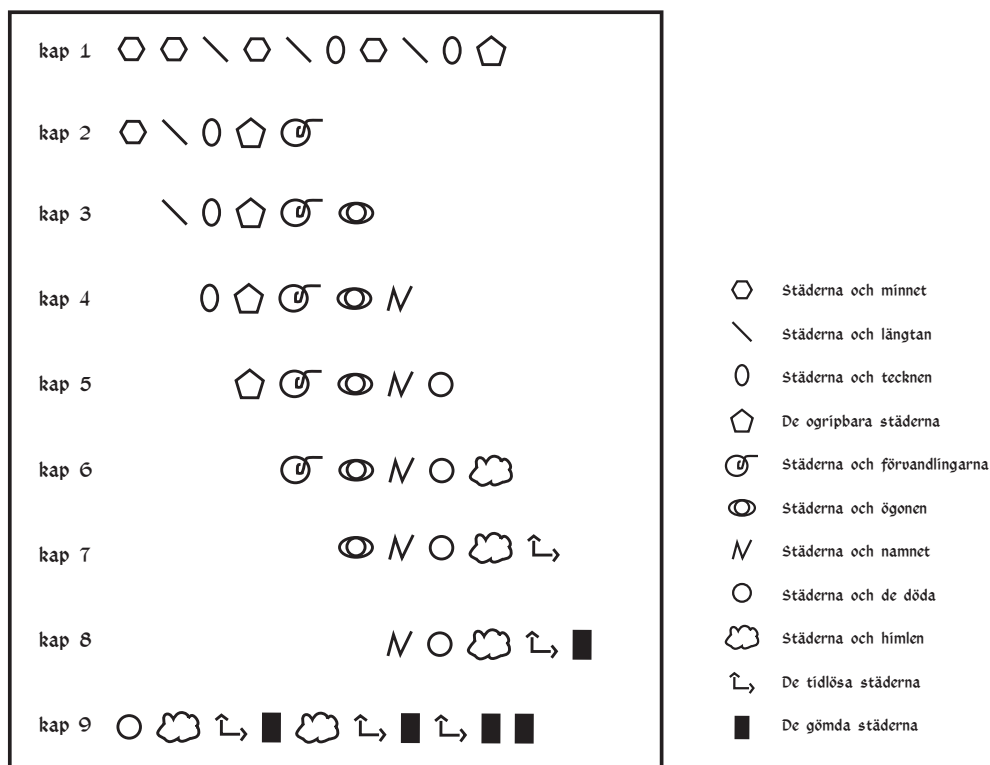 kap 1
kap 2
kap 3
kap 4
kap 5
kap 6
kap 7
kap 8
kap 9
Städerna och minnet
Städerna och längtan
Städerna och tecknen
De ogripbara städerna
Städerna och förvandlingarna
Städerna och ögonen
Städerna och namnet
Städerna och de döda
Städerna och himlen
De tidlösa städerna
De gömda städerna